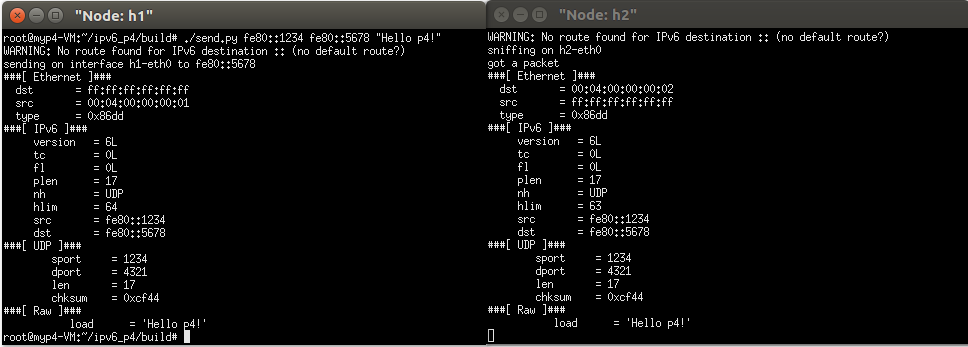 "Node: h1"
root@myp4-VM:~/ipv6_p4/build# ./send.py fe80::1234 fe80::5678 "Hello p4!"
WARNING: No route found for IPv6 destination :: (no default route?)
sending on interface h1-eth0 to fe80::5678
###[ Ethernet ]###
dst = ff:ff:ff:ff:ff:ff
src = 00:04:00:00:00:01
type = 0x86dd
###[ IPv6 ]###
version = 6L
tc = 0L
fl = 0L
plen = 17
nh = UDP
hlim = 64
src = fe80::1234
dst = fe80::5678
###[ UDP ]###
sport = 1234
dport = 4321
len = 17
chksum = 0xcf44
###[ Raw ]###
load = 'Hello p4!'
root@myp4-VM:~/ipv6_p4/build#
"Node: h2"
WARNING: No route found for IPv6 destination :: (no default route?)
sniffing on h2-eth0
got a packet
###[ Ethernet ]###
dst = 00:04:00:00:00:02
src = ff:ff:ff:ff:ff:ff
type = 0x86dd
###[ IPv6 ]###
version = 6L
tc = 0L
fl = 0L
plen = 17
nh = UDP
hlim = 63
src = fe80::1234
dst = fe80::5678
###[ UDP ]###
sport = 1234
dport = 4321
len = 17
chksum = 0xcf44
###[ Raw ]###
load = 'Hello p4!'